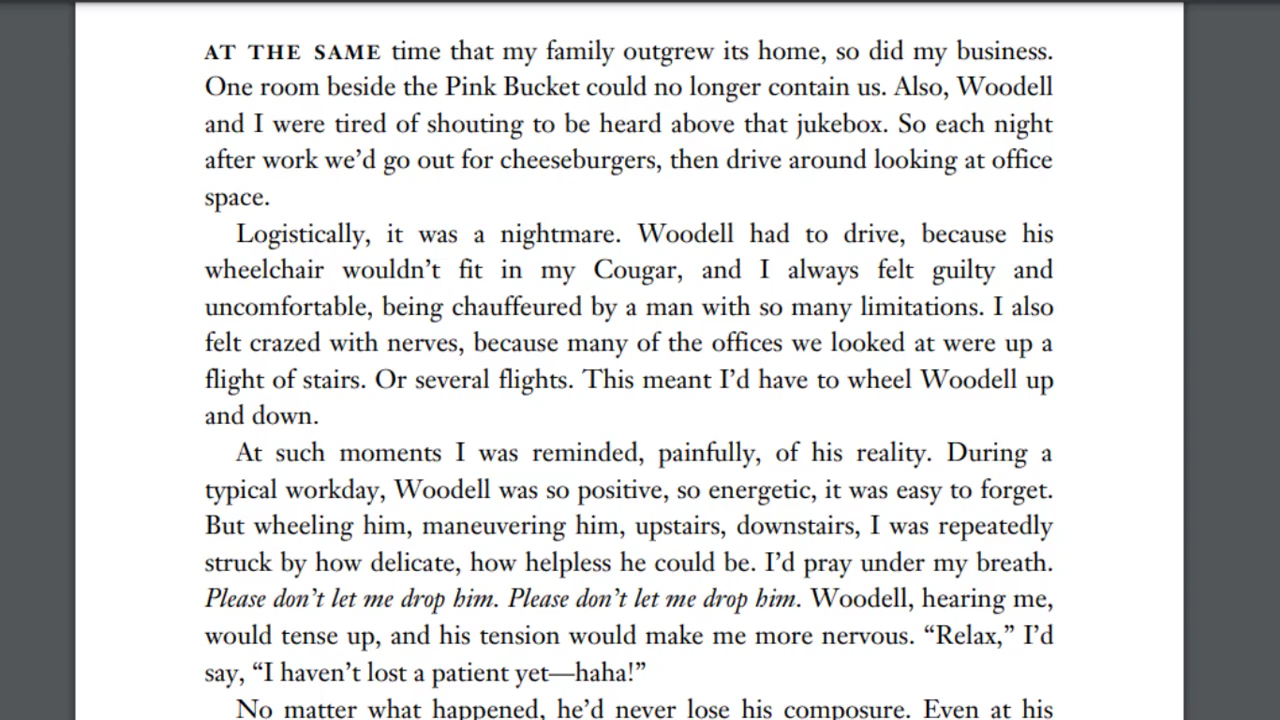 AT THE SAME time that my family outgrew its home, so did my business.
One room beside the Pink Bucket could no longer contain us. Also, Woodell
and I were tired of shouting to be heard above that jukebox. So each night
after work we’d go out for cheeseburgers, then drive around looking at office
space.
Logistically, it was a nightmare. Woodell had to drive, because his
wheelchair wouldn’t fit in my Cougar, and I always felt guilty and
uncomfortable, being chauffeured by a man with so many limitations. I also
felt crazed with nerves, because many of the offices we looked at were up a
flight of stairs. Or several flights. This meant I’d have to wheel Woodell up
and down.
At such moments I was reminded, painfully, of his reality. During a
typical workday, Woodell was so positive, so energetic, it was easy to forget.
But wheeling him, maneuvering him, upstairs, downstairs, I was repeatedly
struck by how delicate, how helpless he could be. I’d pray under my breath.
Please don’t let me drop him. Please don’t let me drop him. Woodell, hearing me,
would tense up, and his tension would make me more nervous. “Relax,” I’d
say, “I haven’t lost a patient yet—haha!”
No matter what happened, he’d never lose his composure. Even at his